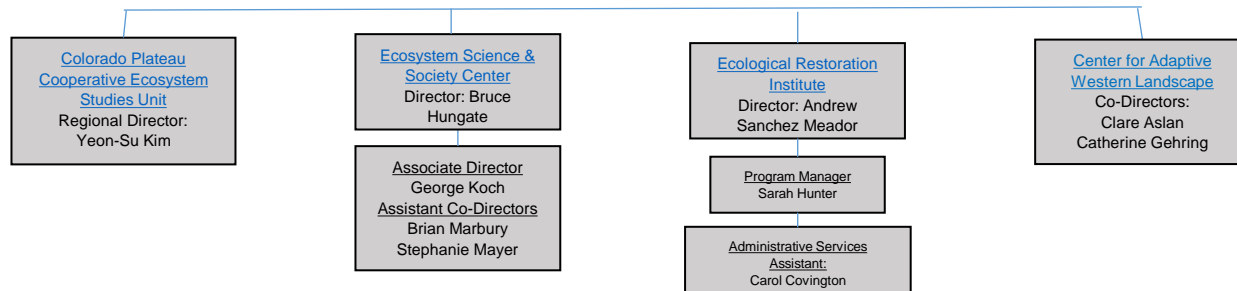 Colorado Plateau
Cooperative Ecosystem
Studies Unit
Regional Director:
Yeon-Su Kim
Ecosystem Science &
Society Center
Director: Bruce
Hungate
Associate Director
George Koch
Assistant Co-Directors
Brian Marbury
Stephanie Mayer
Ecological Restoration
Institute
Director: Andrew
Sanchez Meador
Program Manager
Sarah Hunter
Administrative Services
Assistant:
Carol Covington
Center for Adaptive
Western Landscape
Co-Directors:
Clare Aslan
Catherine Gehring